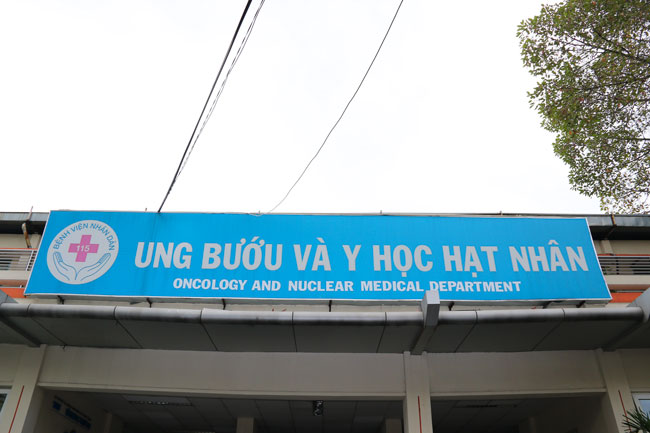 BỆNH VIỆN NHÂN DÂN
115
UNG BƯỚU VÀ Y HỌC HẠT NHÂN
ONCOLOGY AND NUCLEAR MEDICAL DEPARTMENT